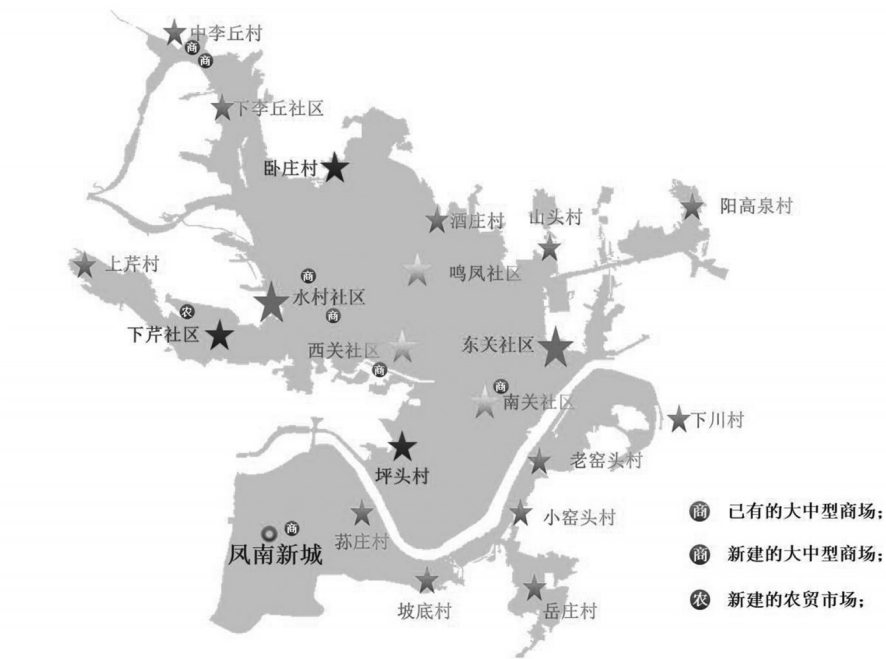 中李丘村
商
商
下李丘社区
卧庄村
阳高泉村
酒庄村
山头村
上芹村
鸣凤社区
商
水村社区
农
商
下芹社区
西关社区
东关社区
商
商
南关社区
下川村
老窑头村
坪头村
商 已有的大中型商场;
小窑头村
商
荪庄村
凤南新城
商 新建的大中型商场;
坡底村
岳庄村
农 新建的农贸市场;